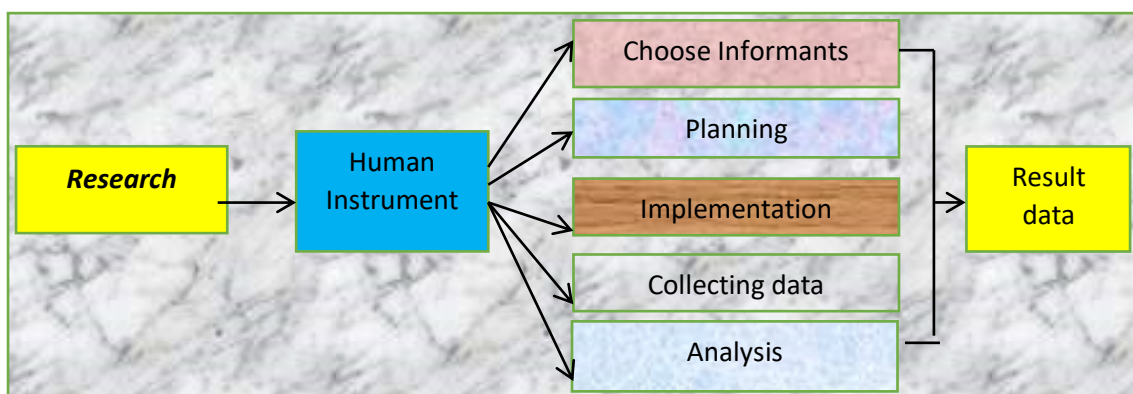 Research
Human
Instrument
Choose Informants
Planning
Implementation
Collecting data
Analysis
Result
data